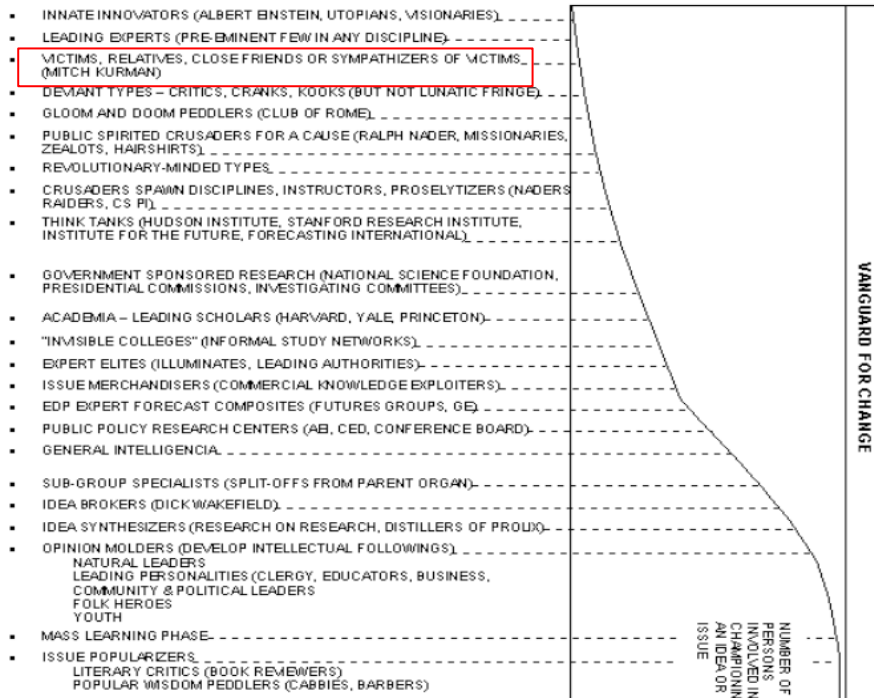 INNATE INNOVATORS (ALBERT EINSTEIN, UTOPIANS, VISIONARIES)
LEADING EXPERTS (PRE-EMINENT FEW IN ANY DISCIPLINE)
VICTIMS, RELATIVES, CLOSE FRIENDS OR SYMPATHIZERS OF VICTIMS
(MITCH KURMAN)
DEVIANT TYPES – CRITICS, CRANKS, KOOKS (BUT NOT LUNATIC FRINGE)
GLOOM AND DOOM PEDDLERS (CLUB OF ROME)
PUBLIC SPIRITED CRUSADERS FOR A CAUSE (RALPH NADER, MISSIONARIES,
ZEALOTS, HAIRSHIRTS)
REVOLUTIONARY-MINDED TYPES
CRUSADERS SPAWN DISCIPLINES, INSTRUCTORS, PROSELYTIZERS (NADERS
RAIDERS, CS PI)
THINK TANKS (HUDSON INSTITUTE, STANFORD RESEARCH INSTITUTE,
INSTITUTE FOR THE FUTURE, FORECASTING INTERNATIONAL)
GOVERNMENT SPONSORED RESEARCH (NATIONAL SCIENCE FOUNDATION,
PRESIDENTIAL COMMISSIONS, INVESTIGATING COMMITTEES)
ACADEMIA – LEADING SCHOLARS (HARVARD, YALE, PRINCETON)
"INVISIBLE COLLEGES" (INFORMAL STUDY NETWORKS)
EXPERT ELITES (ILLUMINATES, LEADING AUTHORITIES)
ISSUE MERCHANDISERS (COMMERCIAL KNOWLEDGE EXPLOITERS)
EDP EXPERT FORECAST COMPOSITES (FUTURES GROUPS, GE)
PUBLIC POLICY RESEARCH CENTERS (AEI, CED, CONFERENCE BOARD)
GENERAL INTELLIGENCIA
SUB-GROUP SPECIALISTS (SPLIT-OFFS FROM PARENT ORGAN)
IDEA BROKERS (DICK WAKEFIELD)
IDEA SYNTHESIZERS (RESEARCH ON RESEARCH, DISTILLERS OF PROLIX)
OPINION MOLDERS (DEVELOP INTELLECTUAL FOLLOWINGS)
NATURAL LEADERS
LEADING PERSONALITIES (CLERGY, EDUCATORS, BUSINESS,
COMMUNITY & POLITICAL LEADERS
FOLK HEROES
YOUTH
MASS LEARNING PHASE
ISSUE POPULARIZERS
LITERARY CRITICS (BOOK REVIEWERS)
POPULAR WISDOM PEDDLERS (CABBIES, BARBERS)
VANGUARD FOR CHANGE
NUMBER OF
PERSONS
INVOLVED IN
CHAMPIONIN
AN IDEA OR
ISSUE